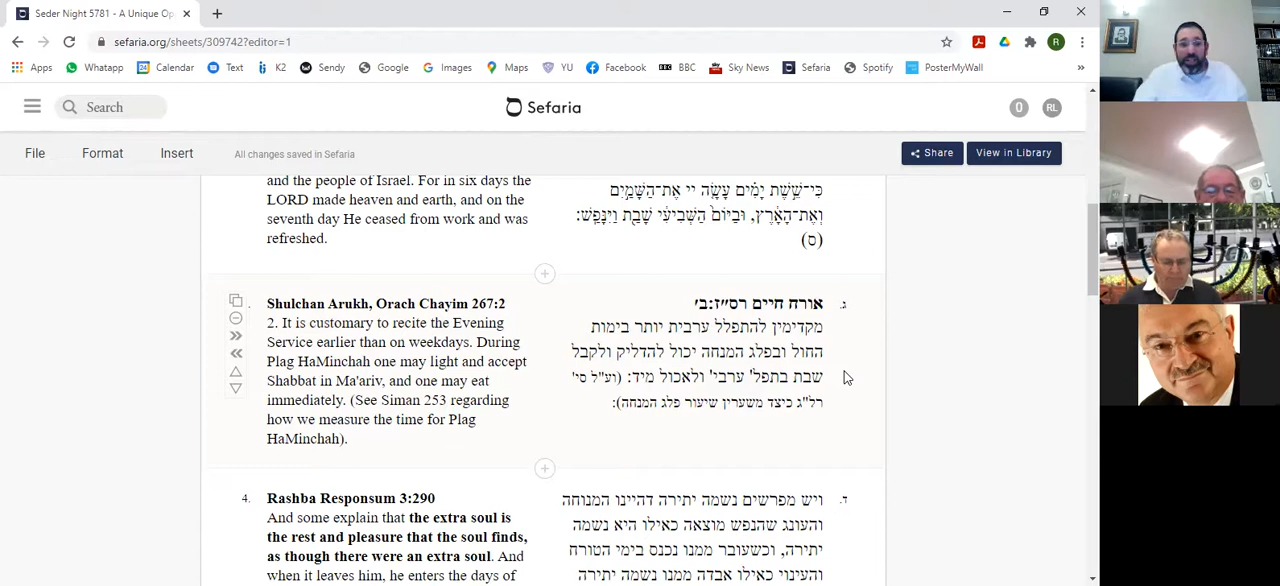 Seder Night 5781 - A Unique Op
sefaria.org/sheets/309742?editor=1
R
Apps
Whatapp
24
Calendar
Text
K2
Sendy
Google
Images
Maps
YU
Facebook
BBC
BBC
Sky News
Sefaria
Spotify
PosterMyWall
»
Search
Sefaria
0
RL
File
Format
Insert
All changes saved in Sefaria
Share
View in Library
and the people of Israel. For in six days the
LORD made heaven and earth, and on the
seventh day He ceased from work and was
refreshed.
כִּי־שֵׁ֣שֶׁת יָמִ֗ים עָשָׂ֤ה יי אֶת־הַשָּׁמַ֣יִם
וְאֶת־הָאָ֔רֶץ, וּבַיּוֹם֙ הַשְּׁבִיעִ֔י שָׁבַ֖ת וַיִּנָּפַֽשׁ׃
(ס)
Shulchan Arukh, Orach Chayim 267:2
2. It is customary to recite the Evening
Service earlier than on weekdays. During
Plag HaMinchah one may light and accept
Shabbat in Ma'ariv, and one may eat
immediately. (See Siman 253 regarding
how we measure the time for Plag
HaMinchah).
ג.
אורח חיים רס״ז:ב׳
מקדימין להתפלל ערבית יותר בימות
החול ובפלג המנחה יכול להדליק ולקבל
שבת בתפל' ערבי' ולאכול מיד: (וע"ל סי'
רל"ג כיצד משערין שיעור פלג המנחה):
4.
Rashba Responsum 3:290
And some explain that the extra soul is
the rest and pleasure that the soul finds,
as though there were an extra soul. And
when it leaves him, he enters the days of
ד.
ויש מפרשים נשמה יתירה דהיינו המנוחה
והעונג שהנפש מוצאה כאילו היא נשמה
יתירה, וכשעובר ממנו נכנס בימי הטורח
והעינוי כאילו אבדה ממנו נשמה יתירה